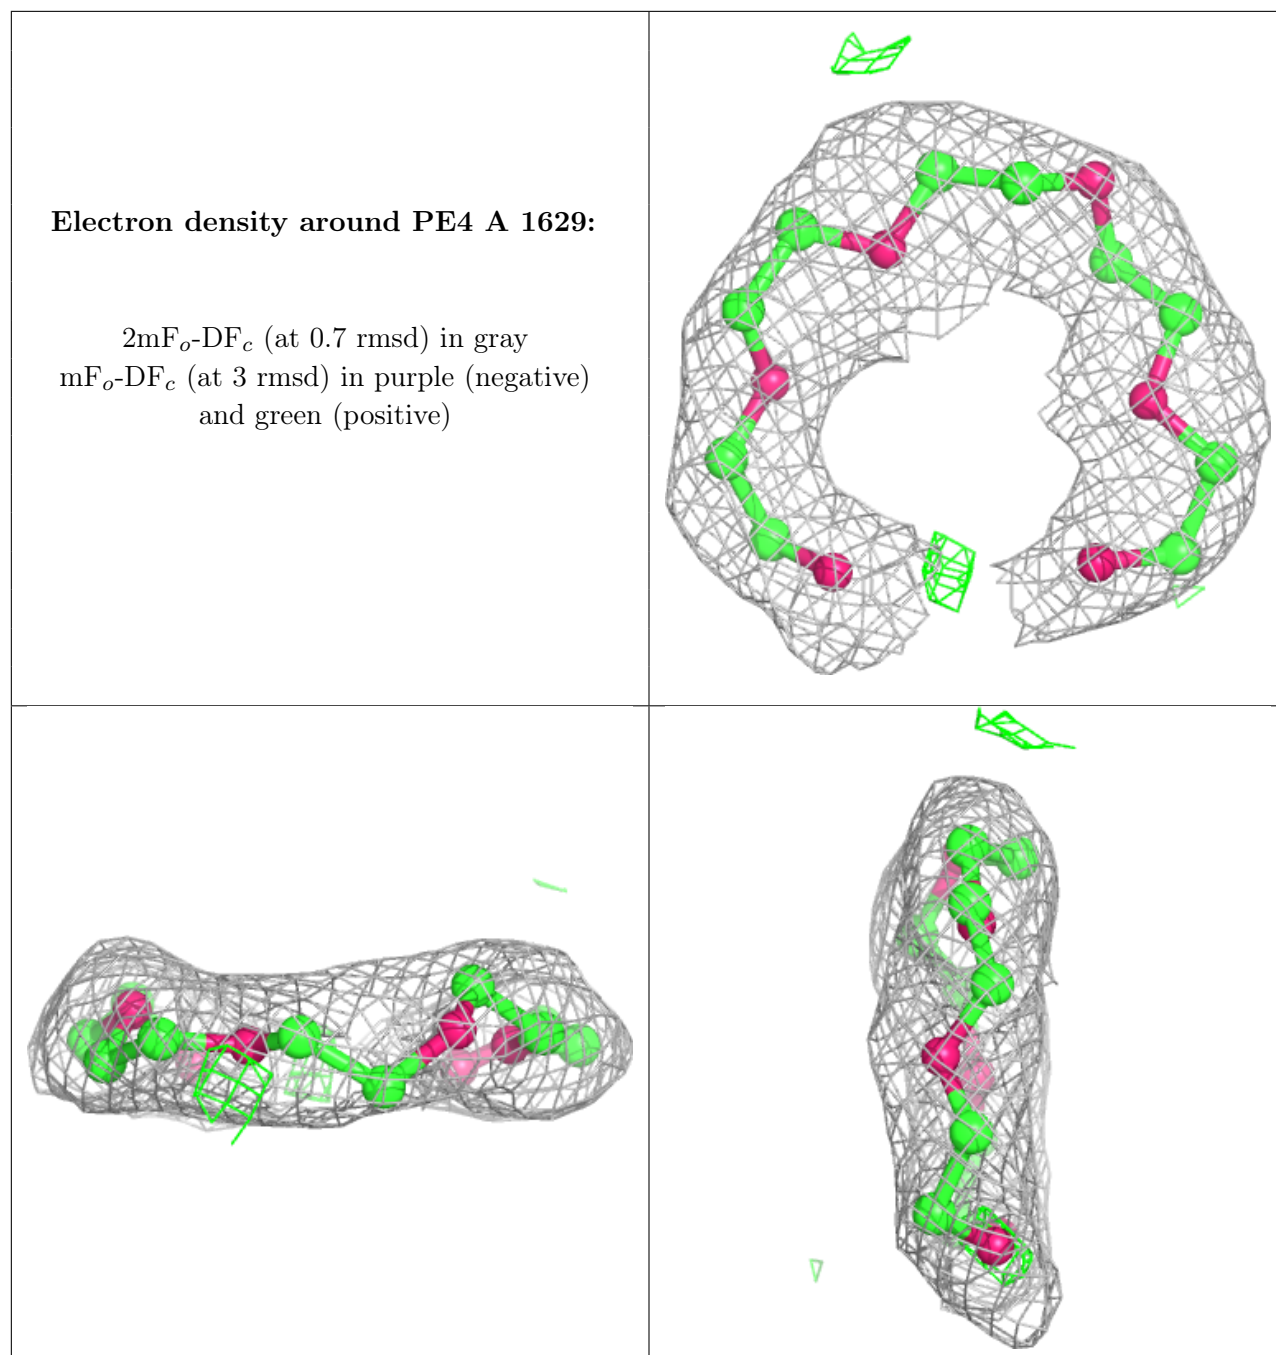 Electron density around PE4 A 1629:
2mFₒ-DF𝒸 (at 0.7 rmsd) in gray
mFₒ-DF𝒸 (at 3 rmsd) in purple (negative)
and green (positive)